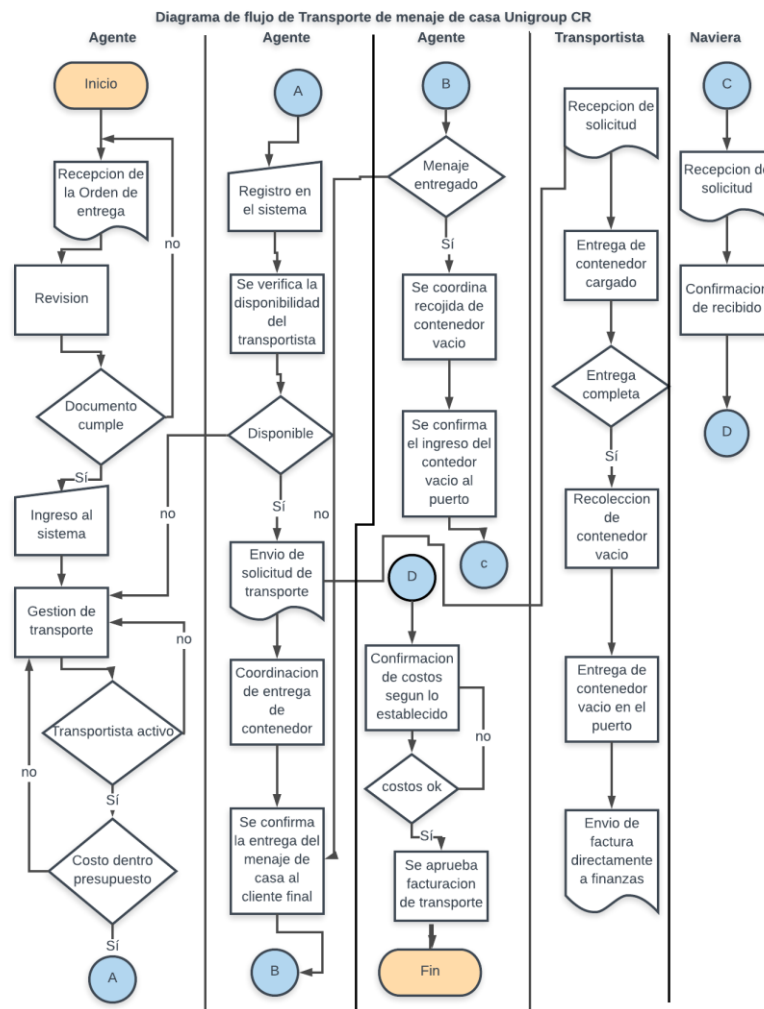 Diagrama de flujo de Transporte de menaje de casa Unigroup CR
Agente
Inicio
Recepcion de
la Orden de
entrega
no
Revision
Documento
cumple
Sí
Ingreso al
sistema
no
Gestion de
transporte
no
Transportista activo
no
Sí
Costo dentro
presupuesto
Sí
A
Agente
A
Registro en
el sistema
Se verifica la
disponibilidad
del
transportista
Disponible
Sí
no
Envio de
solicitud de
transporte
Coordinacion
de entrega
de
contenedor
Se confirma
la entrega del
menaje de
casa al
cliente final
B
Agente
B
Menaje
entregado
Sí
Se coordina
recojida de
contenedor
vacio
Se confirma
el ingreso del
contedor
vacio al
puerto
c
D
Confirmacion
de costos
segun lo
establecido
no
costos ok
Sí
Se aprueba
facturacion
de transporte
Fin
Transportista
Recepcion de
solicitud
Entrega de
contenedor
cargado
Entrega
completa
Sí
Recoleccion
de
contenedor
vacio
Entrega de
contenedor
vacio en el
puerto
Envio de
factura
directamente
a finanzas
Naviera
C
Recepcion de
solicitud
Confirmacion
de recibido
D